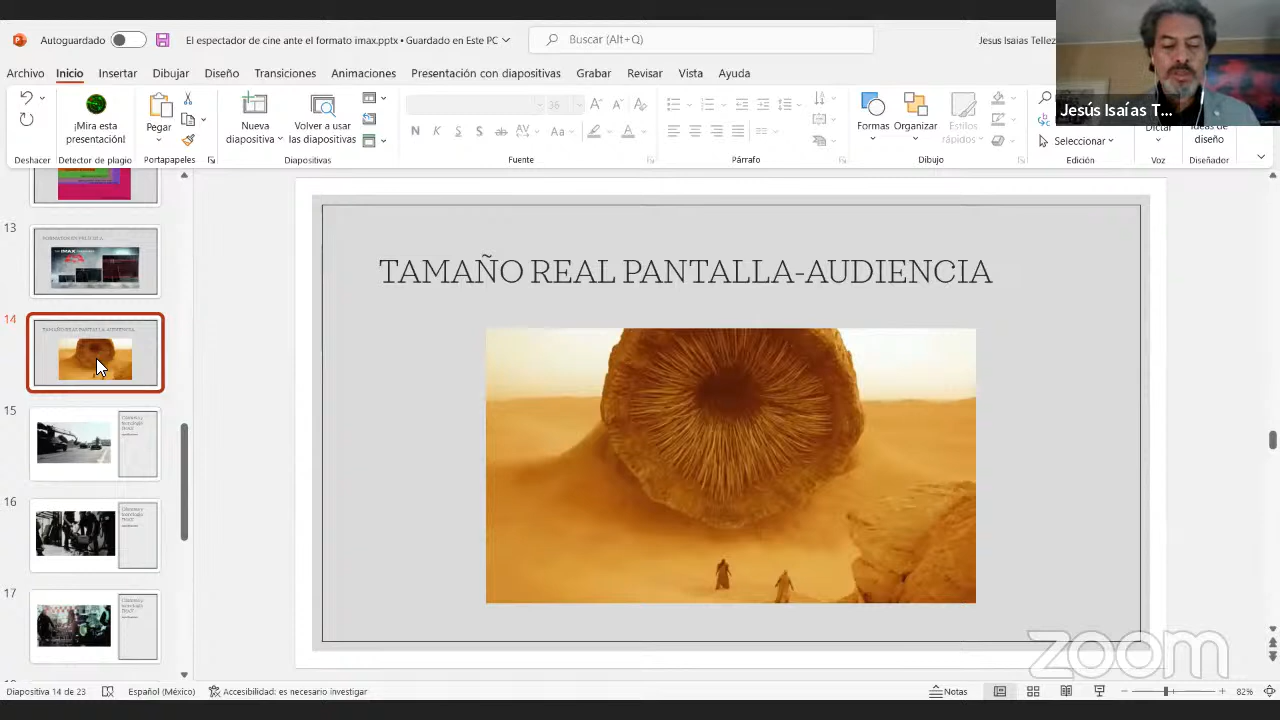 Autoguardado
El espectador de cine ante el formato imax.pptx • Guardado en Este PC
Buscar (Alt+Q)
Jesus Isaias Tellez
Archivo Inicio Insertar Dibujar Diseño Transiciones Animaciones Presentación con diapositivas Grabar Revisar Vista Ayuda
¡Mira esta presentación!
Pegar
Nueva diapositiva
Volver a usar las diapositivas
36
N K S S ab AV Aa A
Formas
Organizar
Estilos rápidos
Seleccionar
Dictar
Ideas de diseño
Jesús Isaías T...
Deshacer
Detector de plagio
Portapapeles
Diapositivas
Fuente
Párrafo
Dibujo
Edición
Voz
Diseñador
13
14
15
16
17
TAMAÑO REAL PANTALLA-AUDIENCIA
zoom
Diapositiva 14 de 23
Español (México)
Accesibilidad: es necesario investigar
Notas
82%